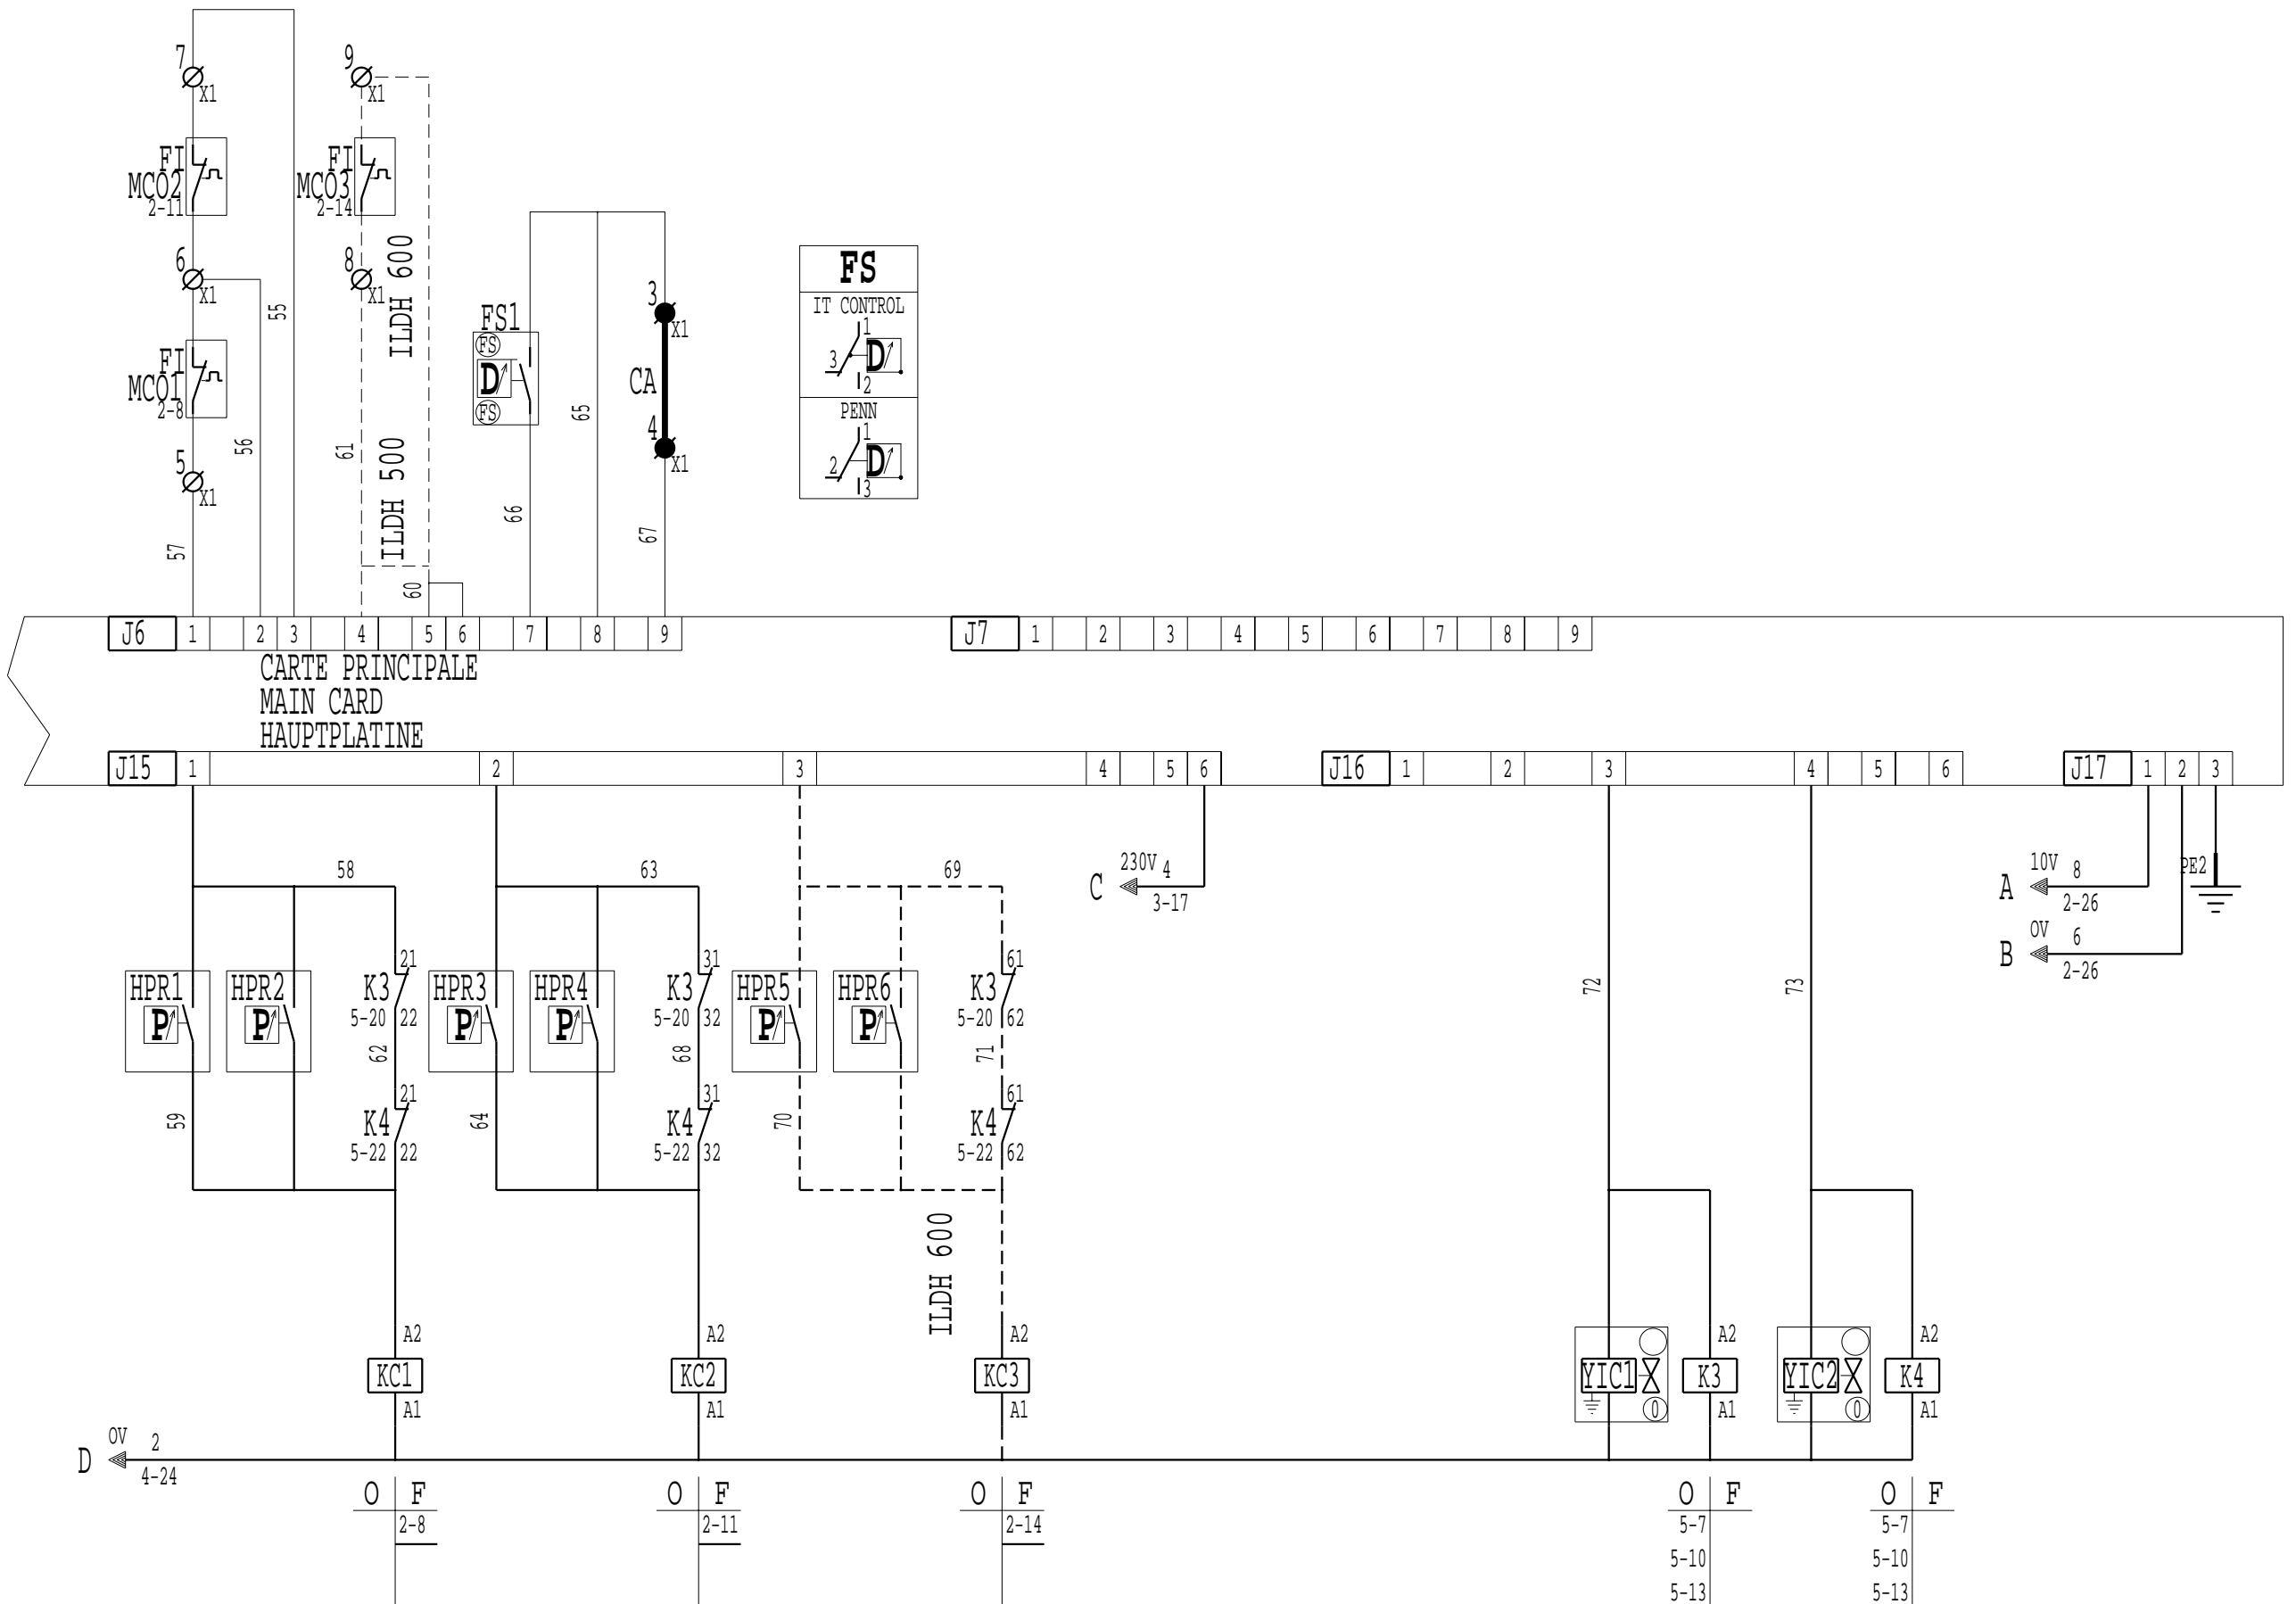 7
X1
9
X1
FI
MCO2
2-11
FI
MCO3
2-14
6
X1
8
X1
ILDH 600
55
FI
MCO1
2-8
56
5
X1
57
61
ILDH 500
60
FS1
FS
D
FS
66
65
3
X1
CA
4
X1
67
FS
IT CONTROL
1
3
D
2
PENN
1
2
D
3
J6 1 2 3 4 5 6 7 8 9
J7 1 2 3 4 5 6 7 8 9
CARTE PRINCIPALE
MAIN CARD
HAUPTPLATINE
J15 1 2 3 4 5 6
J16 1 2 3 4 5 6
J17 1 2 3
58
63
69
C
230V 4
3-17
A
10V 8
2-26
PE2
B
0V 6
2-26
HPR1
P
HPR2
P
21
K3
5-20 22
62
21
K4
5-22 22
59
HPR3
P
HPR4
P
31
K3
5-20 32
68
31
K4
5-22 32
64
HPR5
P
HPR6
P
61
K3
5-20 62
71
61
K4
5-22 62
70
72
73
ILDH 600
A2
KC1
A1
A2
KC2
A1
A2
KC3
A1
YIC1
0
A2
K3
A1
YIC2
0
A2
K4
A1
D
0V 2
4-24
O F
2-8
O F
2-11
O F
2-14
O F
5-7
5-10
5-13
O F
5-7
5-10
5-13